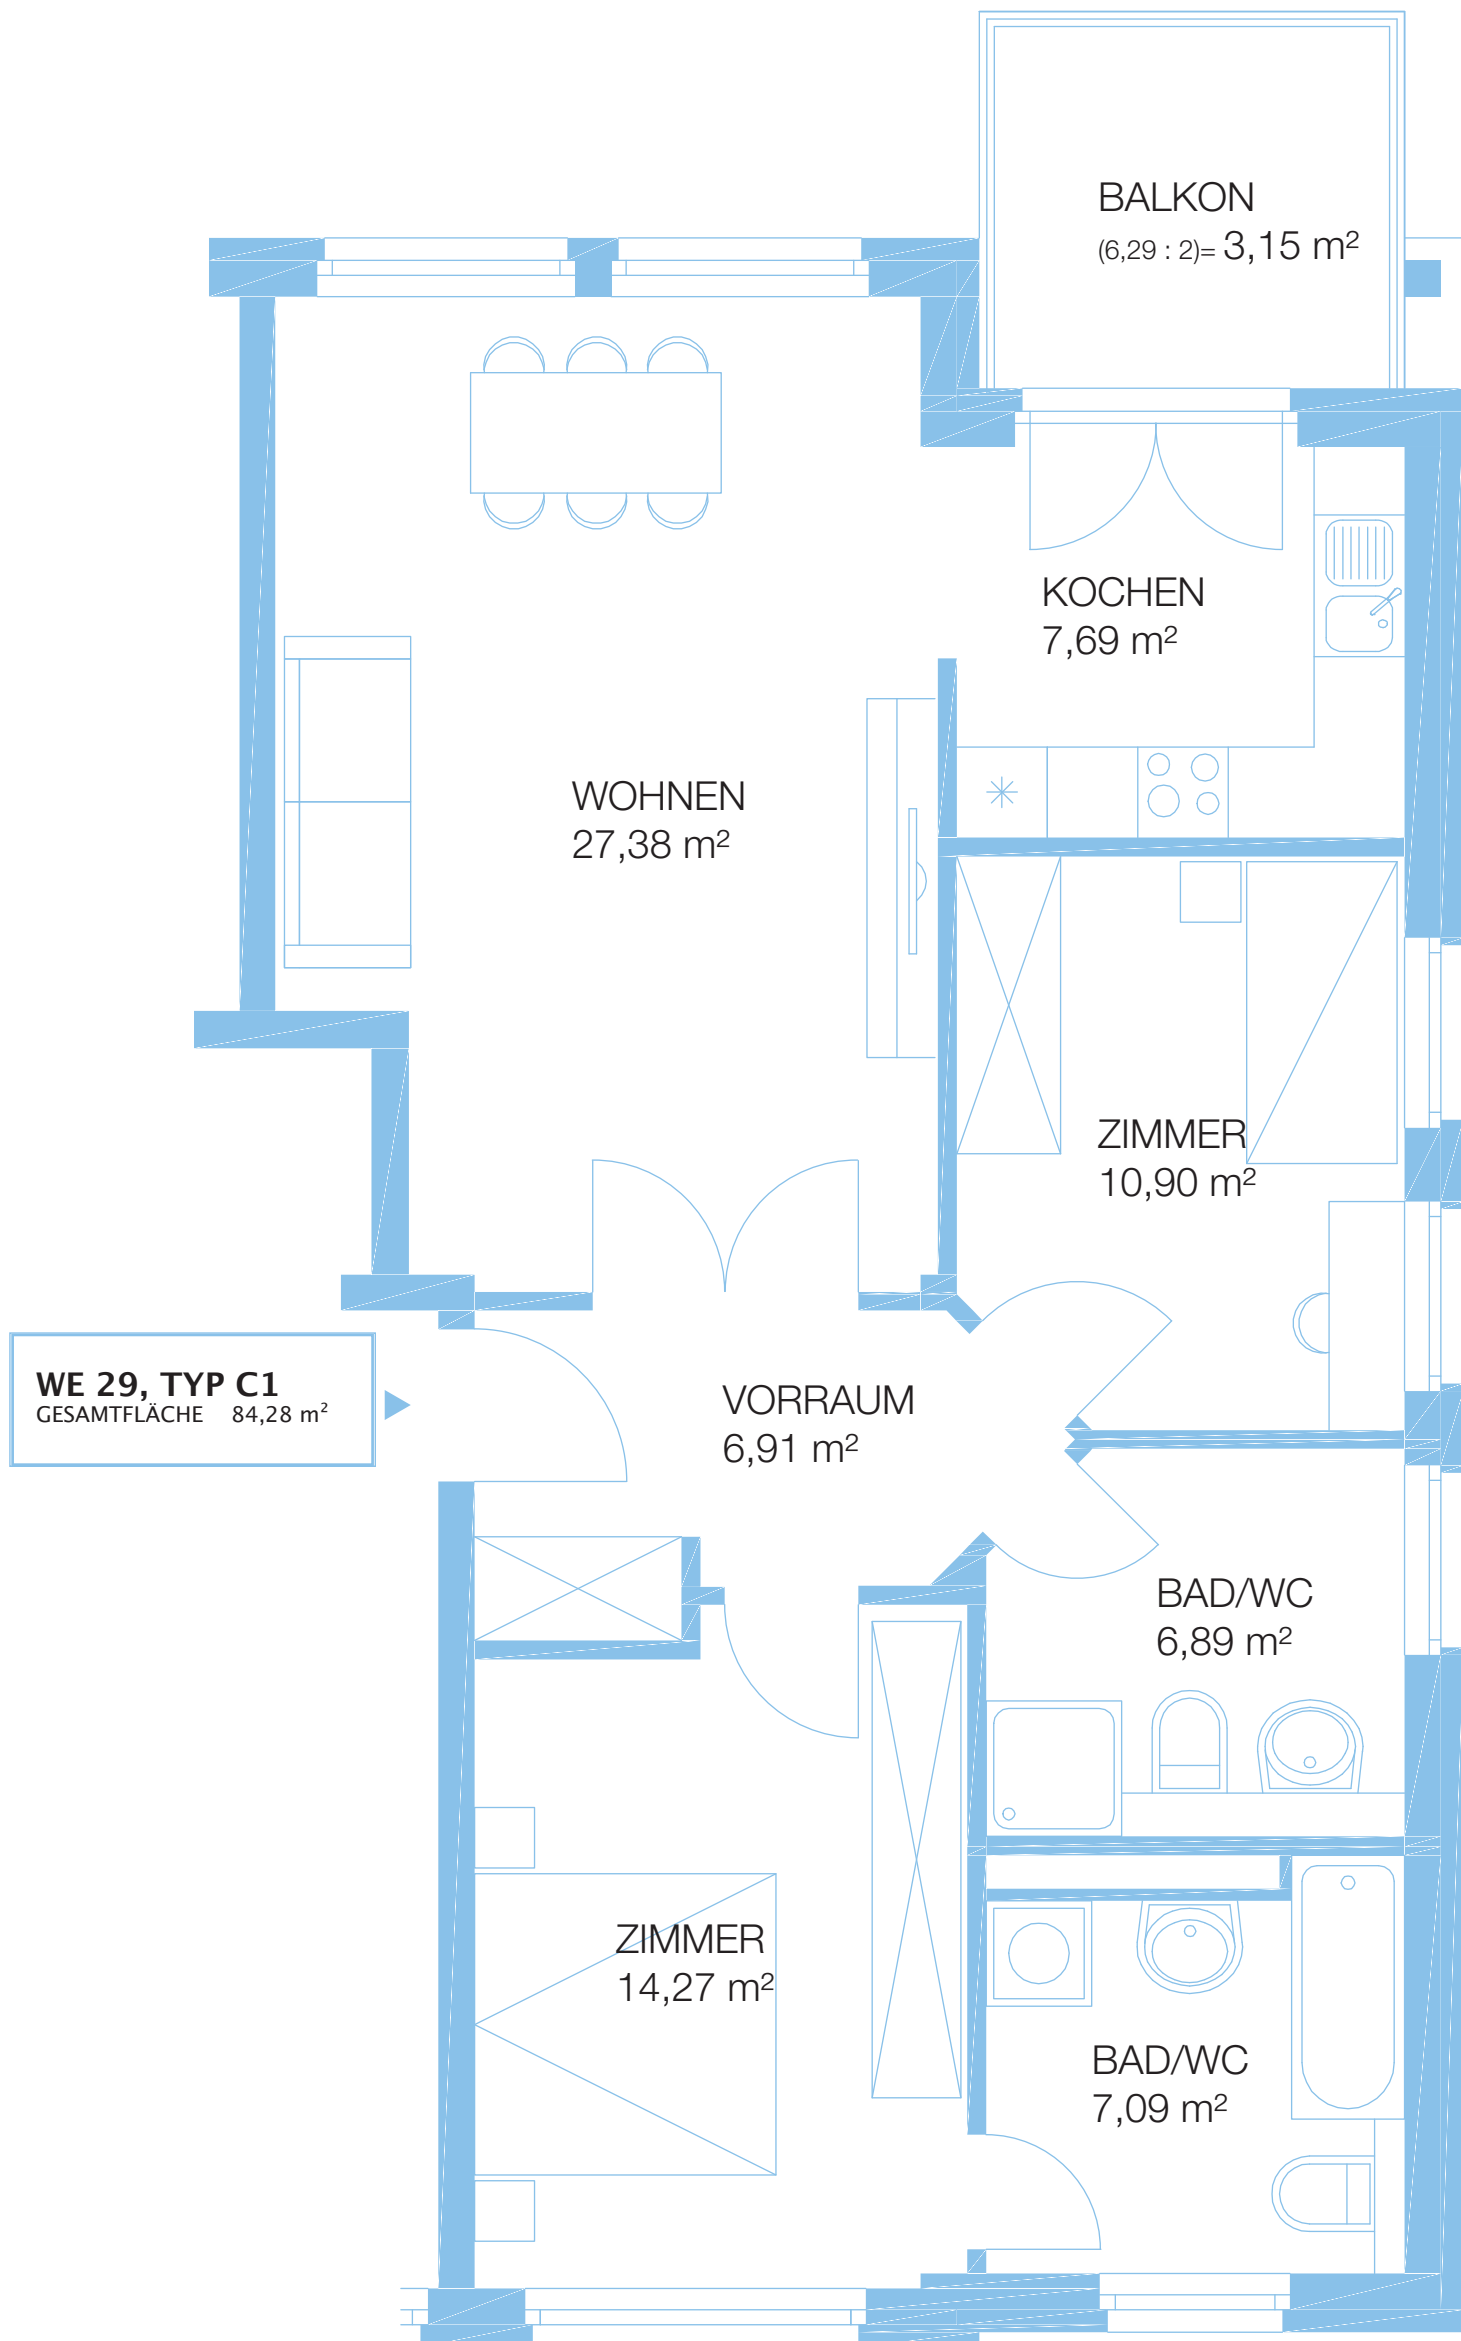 BALKON
(6,29 : 2)= 3,15 m²
KOCHEN
7,69 m²
WOHNEN
27,38 m²
ZIMMER
10,90 m²
WE 29, TYP C1
GESAMTFLÄCHE 84,28 m²
VORRAUM
6,91 m²
BAD/WC
6,89 m²
ZIMMER
14,27 m²
BAD/WC
7,09 m²